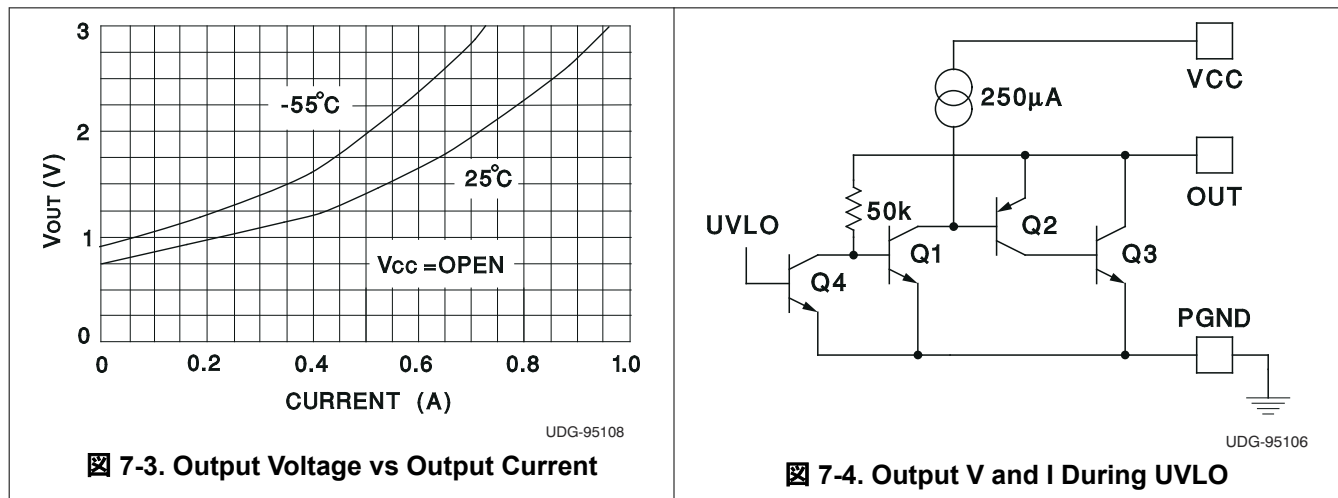 3
2
1
0
VOUT (V)
-55°C
25°C
VCC =OPEN
0
0.2
0.4
0.6
0.8
1.0
CURRENT (A)
UDG-95108
図 7-3. Output Voltage vs Output Current
VCC
250µA
OUT
50k
UVLO
Q1
Q2
Q3
Q4
PGND
UDG-95106
図 7-4. Output V and I During UVLO